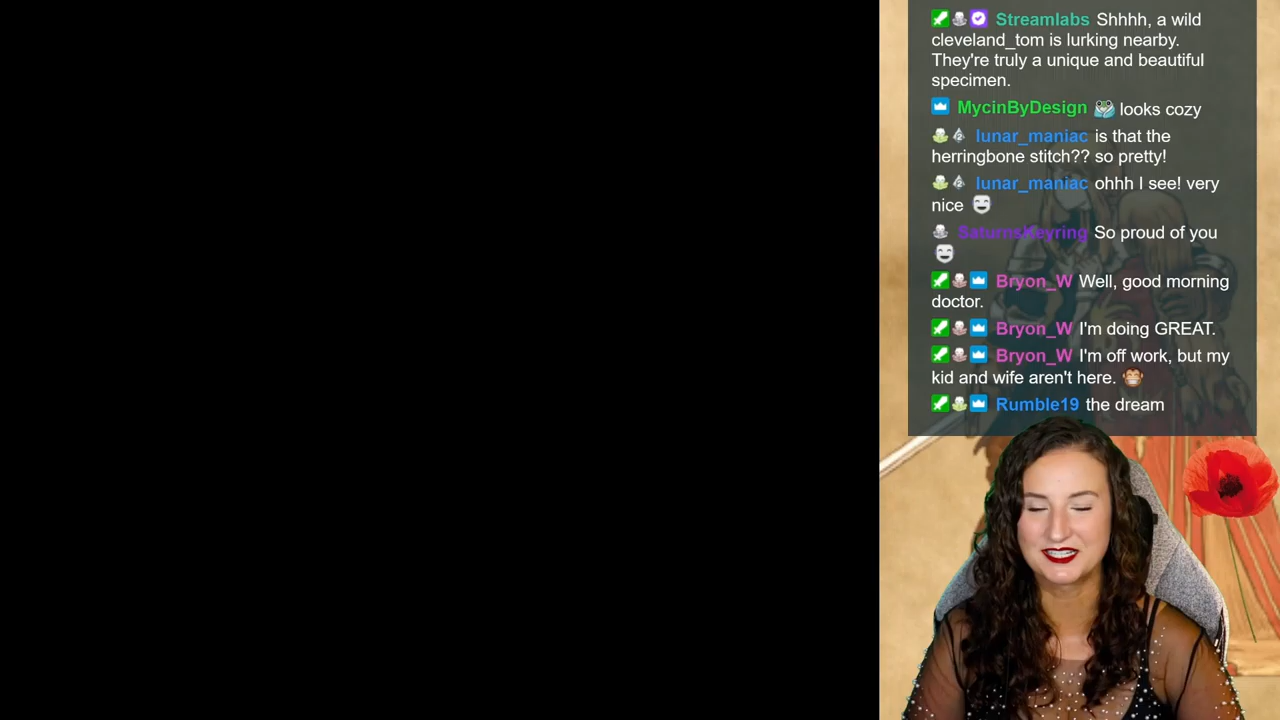 Streamlabs Shhhh, a wild
cleveland_tom is lurking nearby.
They're truly a unique and beautiful
specimen.
MycinByDesign looks cozy
lunar_maniac is that the
herringbone stitch?? so pretty!
lunar_maniac ohhh I see! very
nice
SaturnsKeyring So proud of you
Bryon_W Well, good morning
doctor.
Bryon_W I'm doing GREAT.
Bryon_W I'm off work, but my
kid and wife aren't here.
Rumble19 the dream